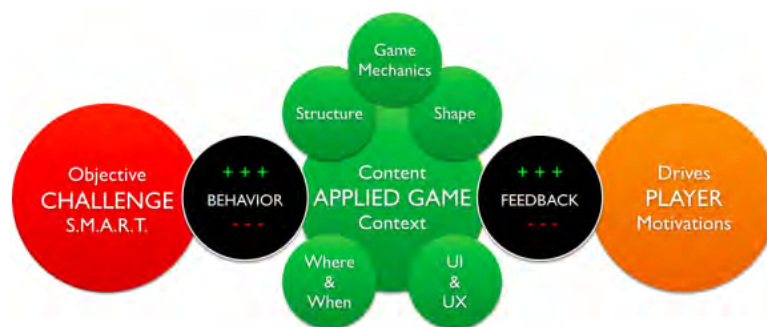 Objective
CHALLENGE
S.M.A.R.T.
+ + +
BEHAVIOR
- - -
Game
Mechanics
Structure
Shape
Content
APPLIED GAME
Context
Where
&
When
UI
&
UX
+ + +
FEEDBACK
- - -
Drives
PLAYER
Motivations